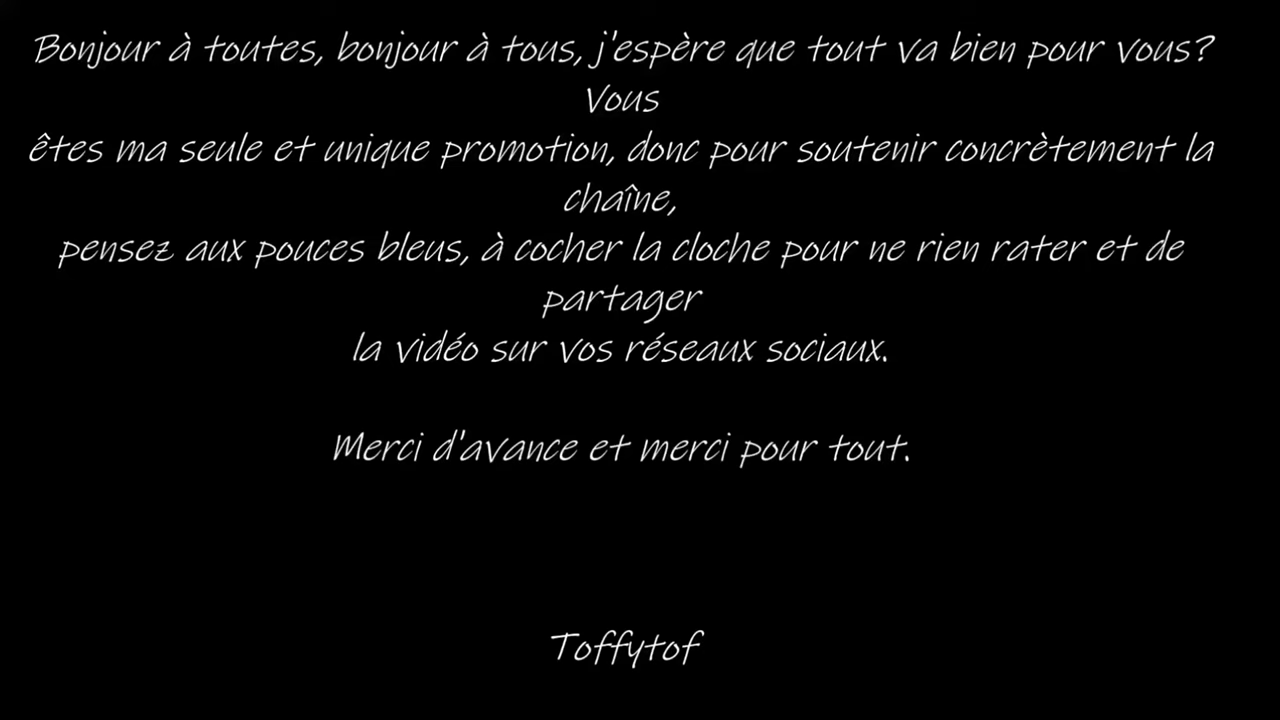 Bonjour à toutes, bonjour à tous, j'espère que tout va bien pour vous?
Vous
êtes ma seule et unique promotion, donc pour soutenir concrètement la
chaîne,
pensez aux pouces bleus, à cocher la cloche pour ne rien rater et de
partager
la vidéo sur vos réseaux sociaux.
Merci d'avance et merci pour tout.
Toffytof